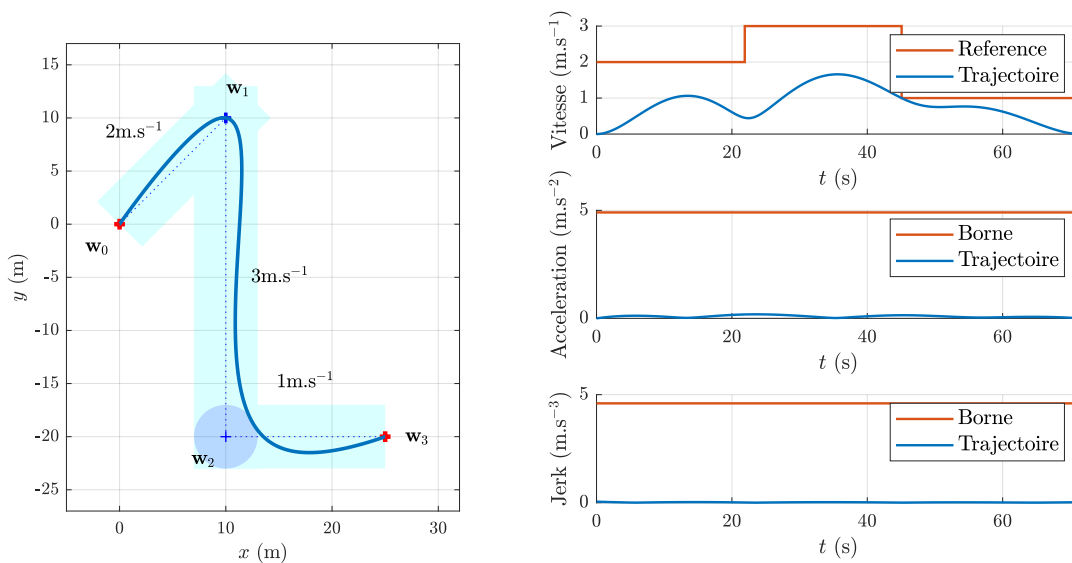 15
10
5
0
-5
-10
-15
-20
-25
0
10
20
30
x (m)
y (m)
w₀
w₁
w₂
w₃
2m.s⁻¹
3m.s⁻¹
1m.s⁻¹
Vitesse (m.s⁻¹)
3
2
1
0
0
20
40
60
t (s)
Reference
Trajectoire
Acceleration (m.s⁻²)
5
0
0
20
40
60
t (s)
Borne
Trajectoire
Jerk (m.s⁻³)
5
0
0
20
40
60
t (s)
Borne
Trajectoire